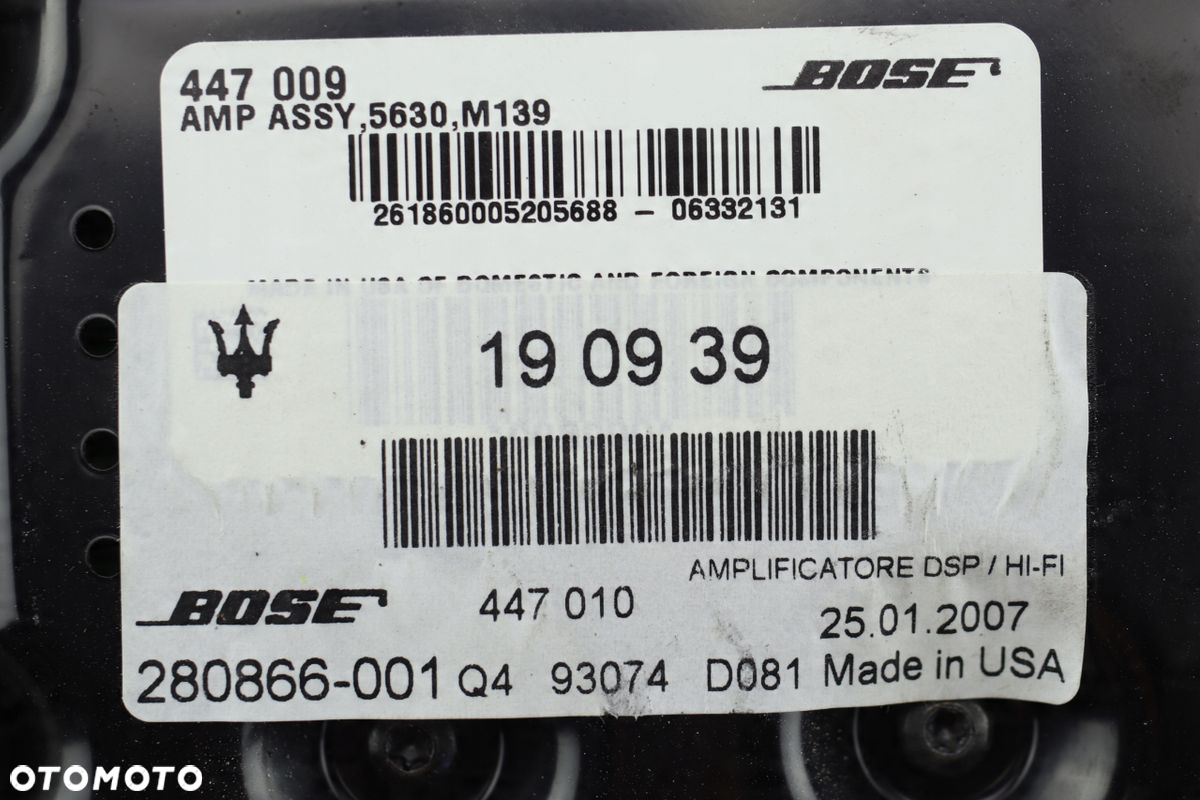 447 009
BOSE
AMP ASSY,5630,M139
261860005205688 - 06332131
MADE IN USA OF DOMESTIC AND FOREIGN COMPONENTS
19 09 39
AMPLIFICATORE DSP / HI-FI
BOSE 447 010 25.01.2007
280866-001 Q4 93074 D081 Made in USA
OTOMOTO